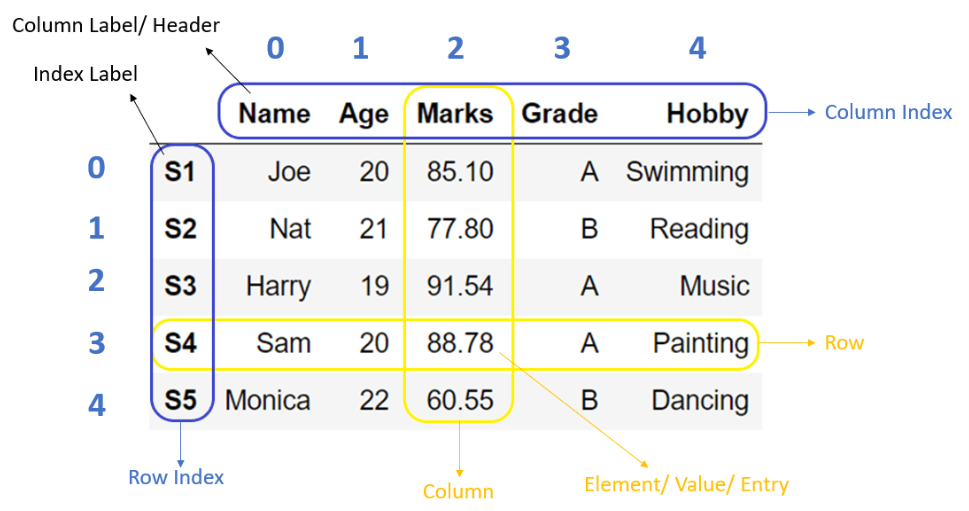 Column Label/ Header
0 1 2 3 4
Index Label
Name Age Marks Grade Hobby
Column Index
0 S1 Joe 20 85.10 A Swimming
1 S2 Nat 21 77.80 B Reading
2 S3 Harry 19 91.54 A Music
3 S4 Sam 20 88.78 A Painting Row
4 S5 Monica 22 60.55 B Dancing
Row Index
Column
Element/ Value/ Entry